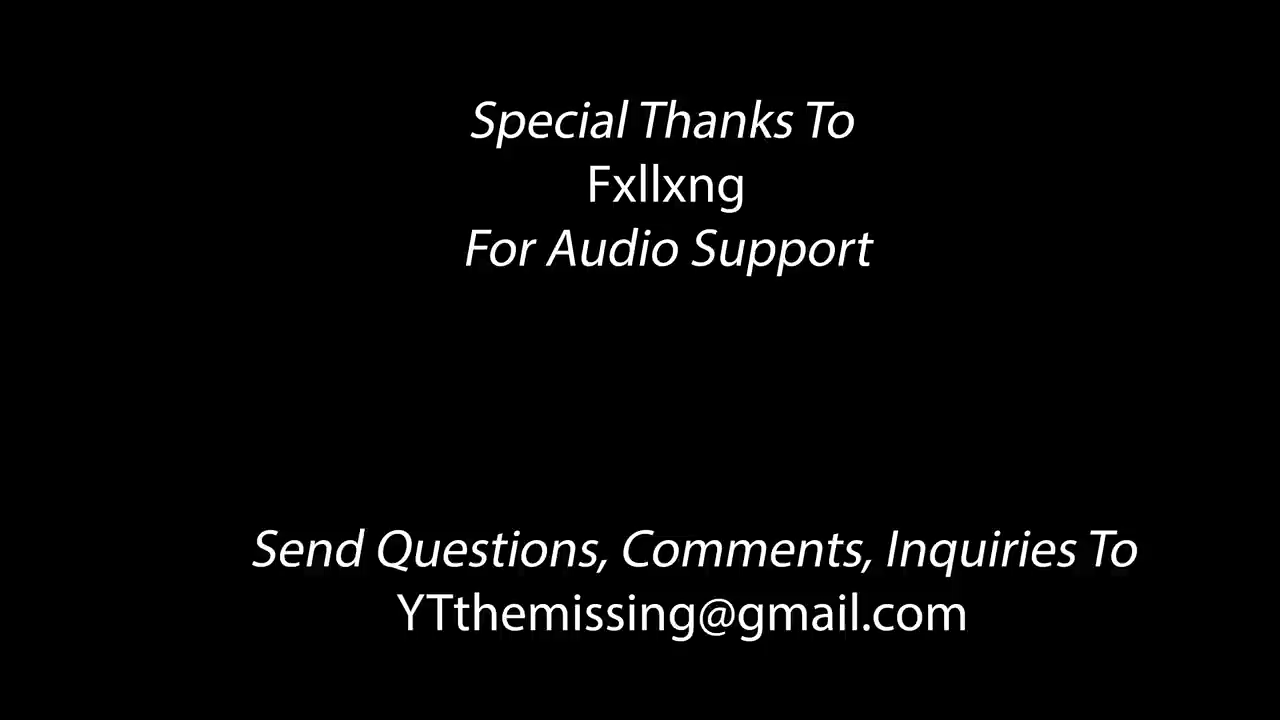 Special Thanks To
Fxllxng
For Audio Support
Send Questions, Comments, Inquiries To
YTthemissing@gmail.com